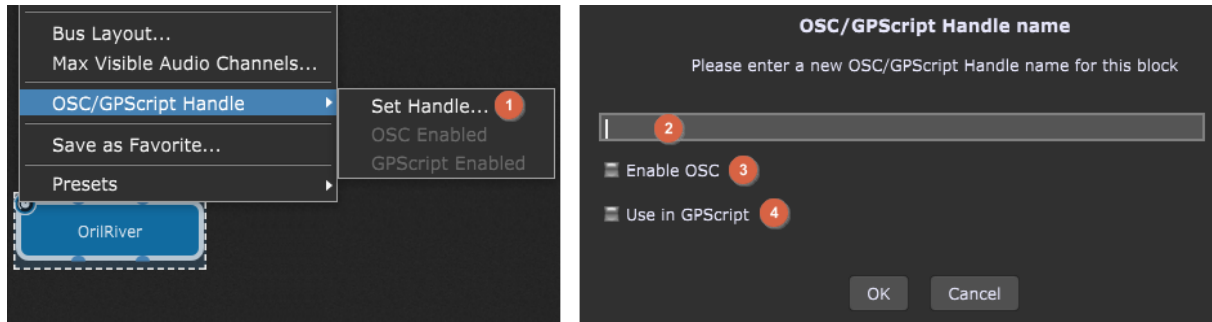 Bus Layout...
Max Visible Audio Channels...
OSC/GPScript Handle
Save as Favorite...
Presets
Set Handle... 1
OSC Enabled
GPScript Enabled
OrilRiver
OSC/GPScript Handle name
Please enter a new OSC/GPScript Handle name for this block
2
Enable OSC 3
Use in GPScript 4
OK Cancel